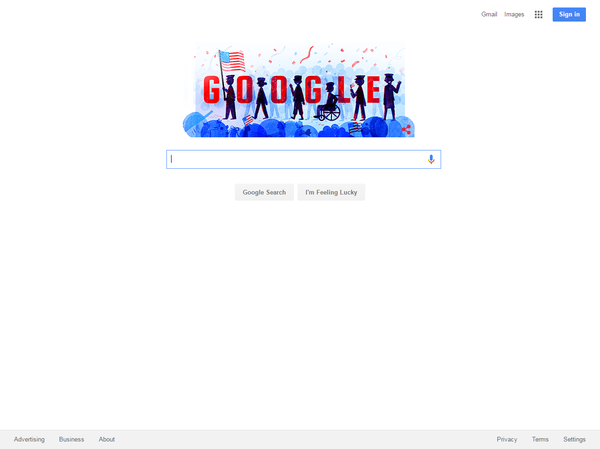 Gmail Images Sign in
GOOGLE
Google Search I'm Feeling Lucky
Advertising Business About Privacy Terms Settings